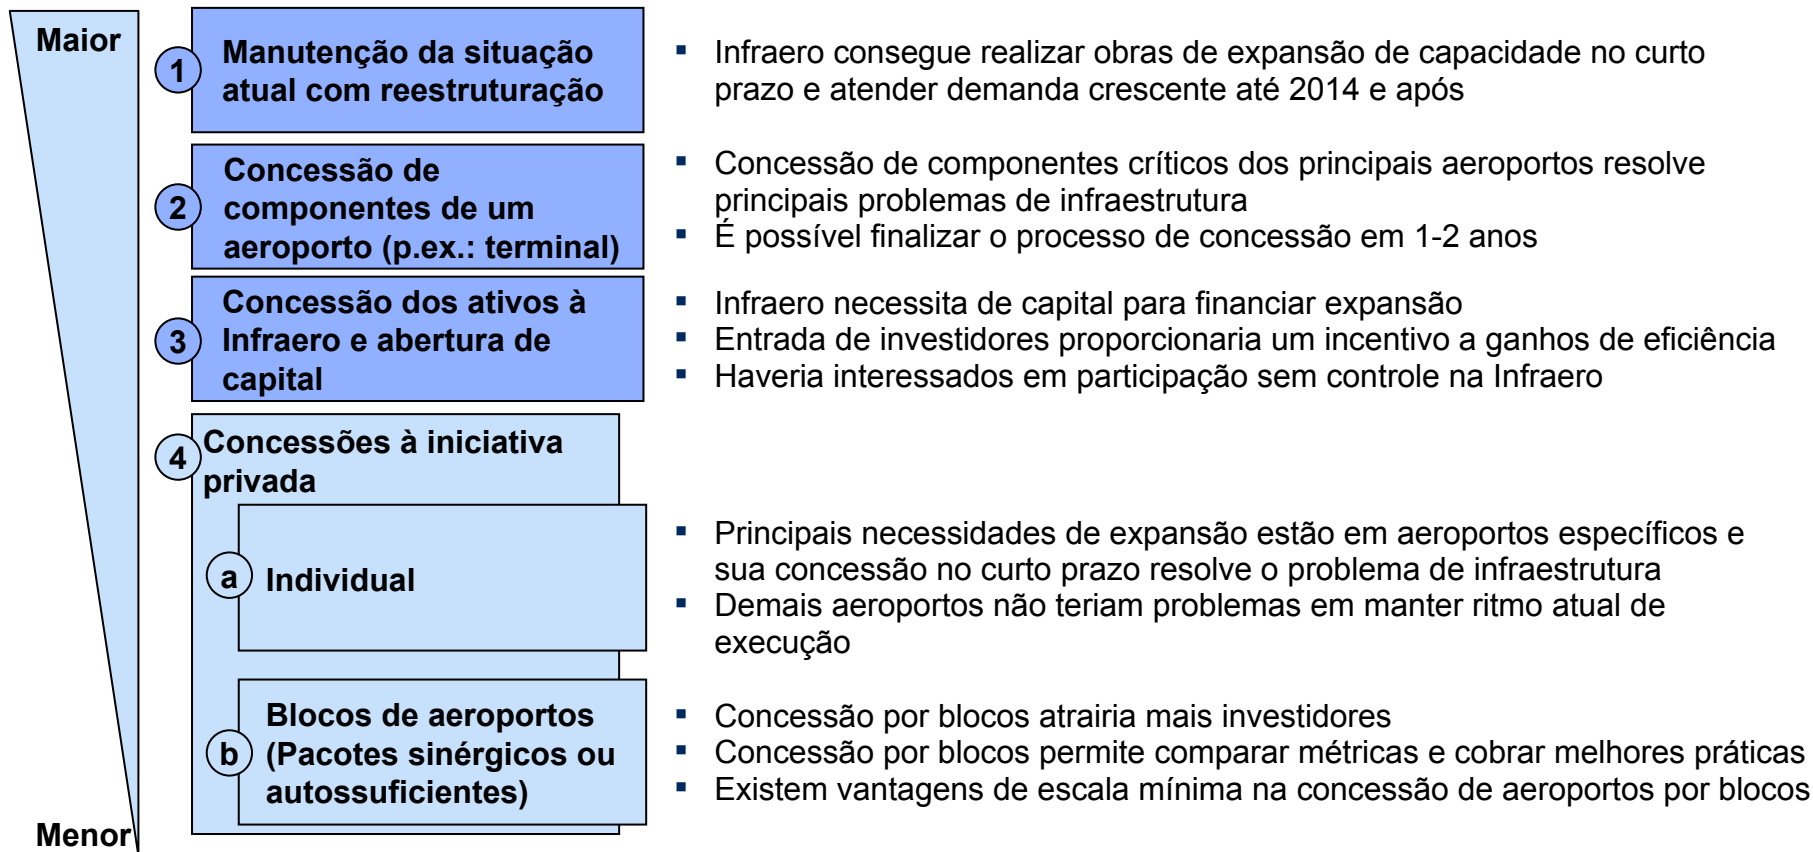 Maior
1
Manutenção da situação
atual com reestruturação
▪ Infraero consegue realizar obras de expansão de capacidade no curto
prazo e atender demanda crescente até 2014 e após
2
Concessão de
componentes de um
aeroporto (p.ex.: terminal)
▪ Concessão de componentes críticos dos principais aeroportos resolve
principais problemas de infraestrutura
▪ É possível finalizar o processo de concessão em 1-2 anos
3
Concessão dos ativos à
Infraero e abertura de
capital
▪ Infraero necessita de capital para financiar expansão
▪ Entrada de investidores proporcionaria um incentivo a ganhos de eficiência
▪ Haveria interessados em participação sem controle na Infraero
4
Concessões à iniciativa
privada
a
Individual
▪ Principais necessidades de expansão estão em aeroportos específicos e
sua concessão no curto prazo resolve o problema de infraestrutura
▪ Demais aeroportos não teriam problemas em manter ritmo atual de
execução
b
Blocos de aeroportos
(Pacotes sinérgicos ou
autossuficientes)
▪ Concessão por blocos atrairia mais investidores
▪ Concessão por blocos permite comparar métricas e cobrar melhores práticas
▪ Existem vantagens de escala mínima na concessão de aeroportos por blocos
Menor